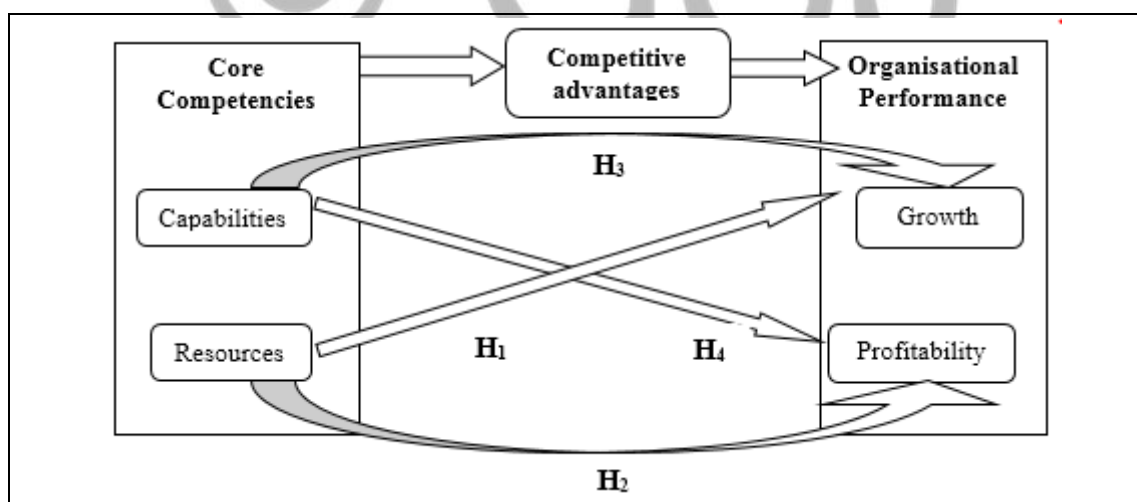 Core
Competencies
Competitive
advantages
Organisational
Performance
H₃
Capabilities
Growth
Resources
H₁
H₄
Profitability
H₂